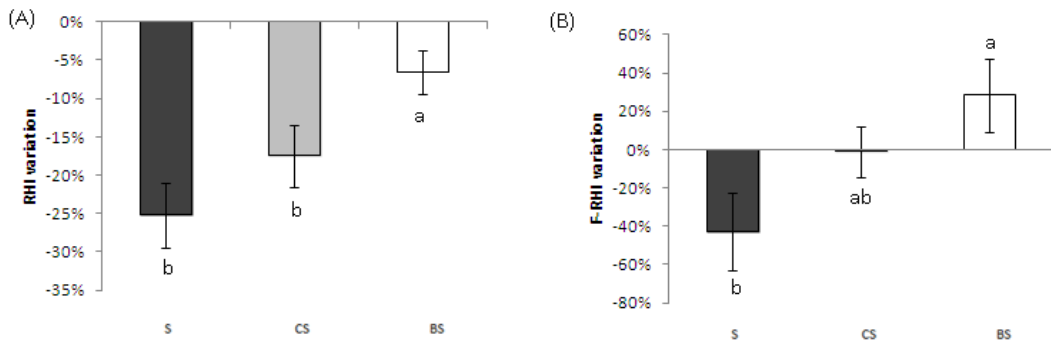 (A)
RHI variation
0%
-5%
-10%
-15%
-20%
-25%
-30%
-35%
b
b
a
S CS BS
(B)
F-RHI variation
60%
40%
20%
0%
-20%
-40%
-60%
-80%
b
ab
a
S CS BS